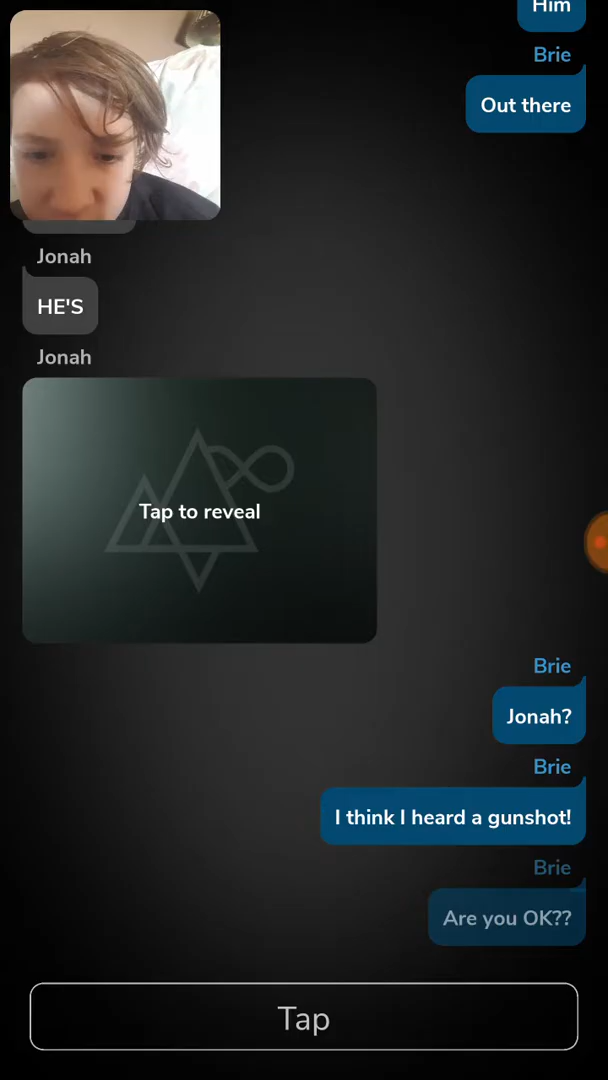 Him
Brie
Out there
Jonah
HE'S
Jonah
Tap to reveal
Brie
Jonah?
Brie
I think I heard a gunshot!
Brie
Are you OK??
Tap